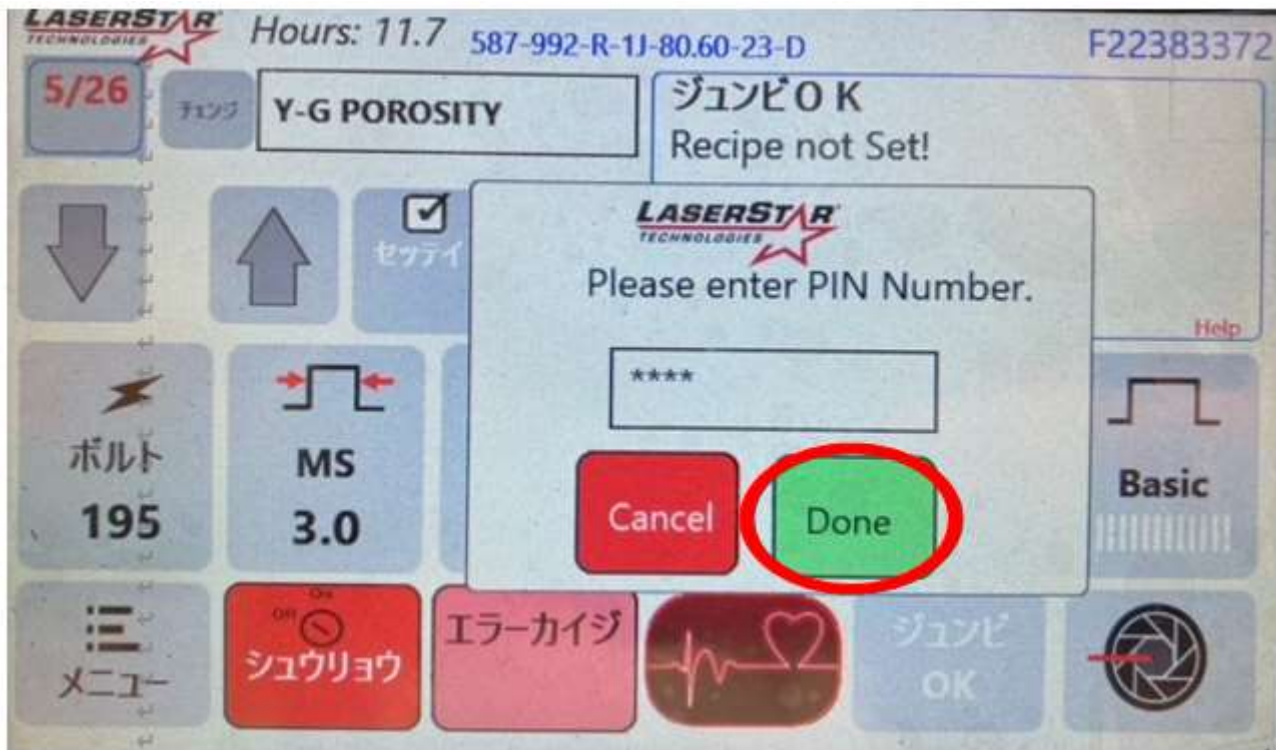 LASERSTAR
TECHNOLOGIES
Hours: 11.7
587-992-R-1J-80.60-23-D
F22383372
5/26
チェンジ
Y-G POROSITY
ジュンビOK
Recipe not Set!
セッテイ
LASERSTAR
TECHNOLOGIES
Please enter PIN Number.
Help
****
ボルト
195
MS
3.0
Cancel
Done
Basic
メニュー
On
Off
シュウリョウ
エラーカイジ
ジュンビ
OK